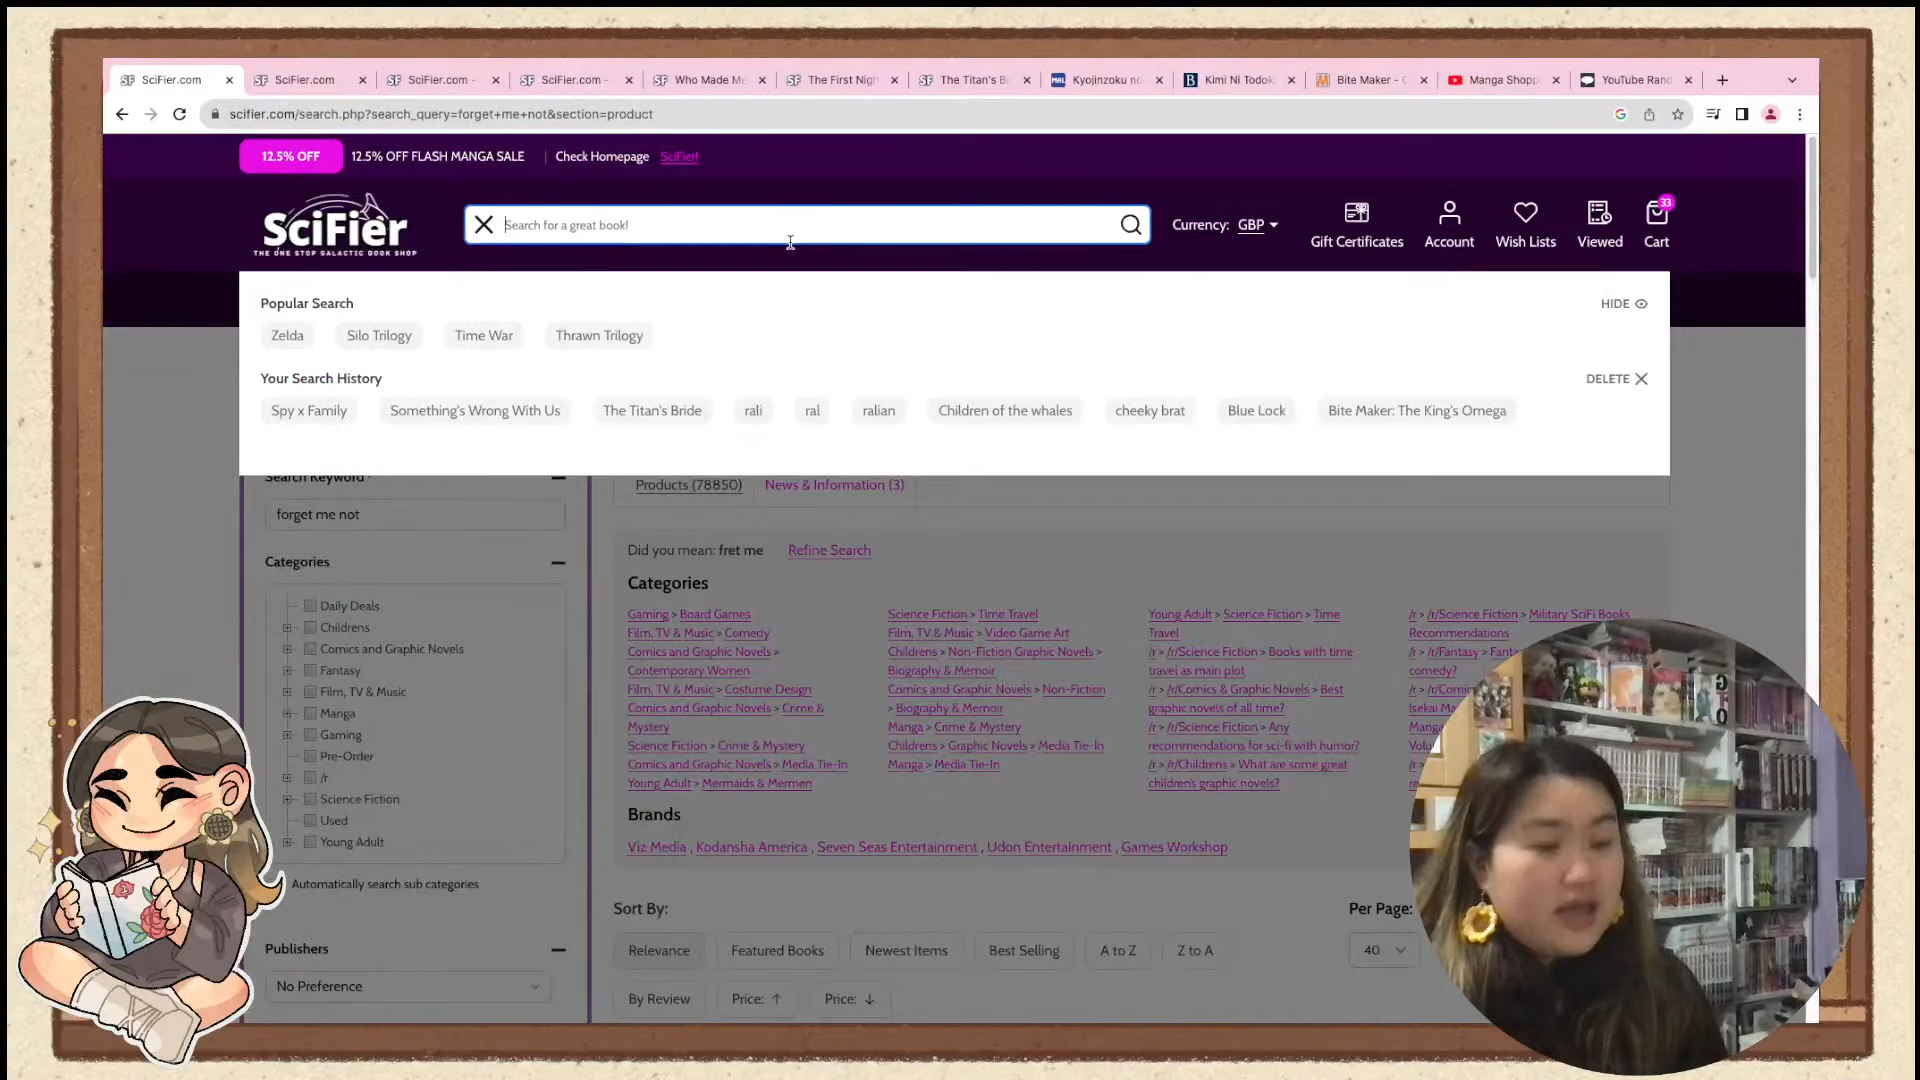 SciFier.com
SciFier.com
SciFier.com -
SciFier.com -
Who Made Me
The First Nigh
The Titan's B
Kyojinzoku no
Kimi Ni Todok
Bite Maker -
Manga Shopp
YouTube Rand
scifier.com/search.php?search_query=forget+me+not&section=product
12.5% OFF 12.5% OFF FLASH MANGA SALE | Check Homepage SciFier!
SciFier
THE ONE STOP GALACTIC BOOK SHOP
Search for a great book!
Currency: GBP
Gift Certificates
Account
Wish Lists
Viewed
33
Cart
Popular Search
HIDE
Zelda
Silo Trilogy
Time War
Thrawn Trilogy
Your Search History
DELETE
Spy x Family
Something's Wrong With Us
The Titan's Bride
rali
ral
ralian
Children of the whales
cheeky brat
Blue Lock
Bite Maker: The King's Omega
Search Keyword
forget me not
Categories
Daily Deals
Childrens
Comics and Graphic Novels
Fantasy
Film, TV & Music
Manga
Gaming
Pre-Order
/r
Science Fiction
Used
Young Adult
Automatically search sub categories
Publishers
No Preference
Products (78850)
News & Information (3)
Did you mean: fret me Refine Search
Categories
Gaming > Board Games
Film, TV & Music > Comedy
Comics and Graphic Novels >
Contemporary Women
Film, TV & Music > Costume Design
Comics and Graphic Novels > Crime &
Mystery
Science Fiction > Crime & Mystery
Comics and Graphic Novels > Media Tie-In
Young Adult > Mermaids & Mermen
Science Fiction > Time Travel
Film, TV & Music > Video Game Art
Childrens > Non-Fiction Graphic Novels >
Biography & Memoir
Comics and Graphic Novels > Non-Fiction
> Biography & Memoir
Manga > Crime & Mystery
Childrens > Graphic Novels > Media Tie-In
Manga > Media Tie-In
Young Adult > Science Fiction > Time
Travel
/r > /r/Science Fiction > Books with time
travel as main plot
/r > /r/Comics & Graphic Novels > Best
graphic novels of all time?
/r > /r/Science Fiction > Any
recommendations for sci-fi with humor?
/r > /r/Childrens > What are some great
children's graphic novels?
/r > /r/Science Fiction > Military SciFi Books
Recommendations
/r > /r/Fantasy >
comedy?
/r >
Isekai
Manga
/r >
Brands
Viz Media , Kodansha America , Seven Seas Entertainment , Udon Entertainment , Games Workshop
Sort By:
Per Page:
Relevance
Featured Books
Newest Items
Best Selling
A to Z
Z to A
40
By Review
Price: ↑
Price: ↓